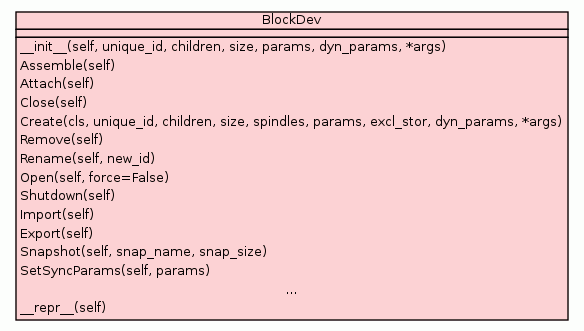 BlockDev
__init__(self, unique_id, children, size, params, dyn_params, *args)
Assemble(self)
Attach(self)
Close(self)
Create(cls, unique_id, children, size, spindles, params, excl_stor, dyn_params, *args)
Remove(self)
Rename(self, new_id)
Open(self, force=False)
Shutdown(self)
Import(self)
Export(self)
Snapshot(self, snap_name, snap_size)
SetSyncParams(self, params)
...
__repr__(self)